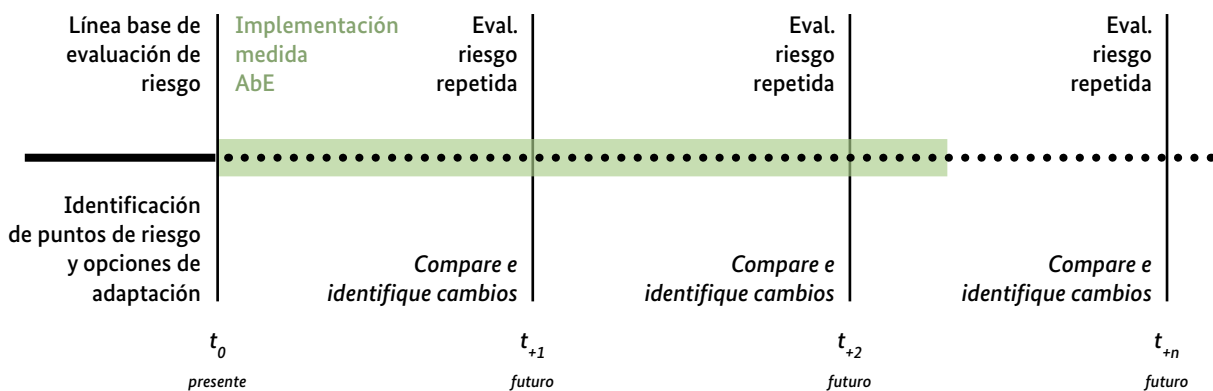 Línea base de
evaluación de
riesgo
Implementación
medida
AbE
Eval.
riesgo
repetida
Eval.
riesgo
repetida
Eval.
riesgo
repetida
Identificación
de puntos de riesgo
y opciones de
adaptación
Compare e
identifique cambios
Compare e
identifique cambios
Compare e
identifique cambios
t0
presente
t+1
futuro
t+2
futuro
t+n
futuro